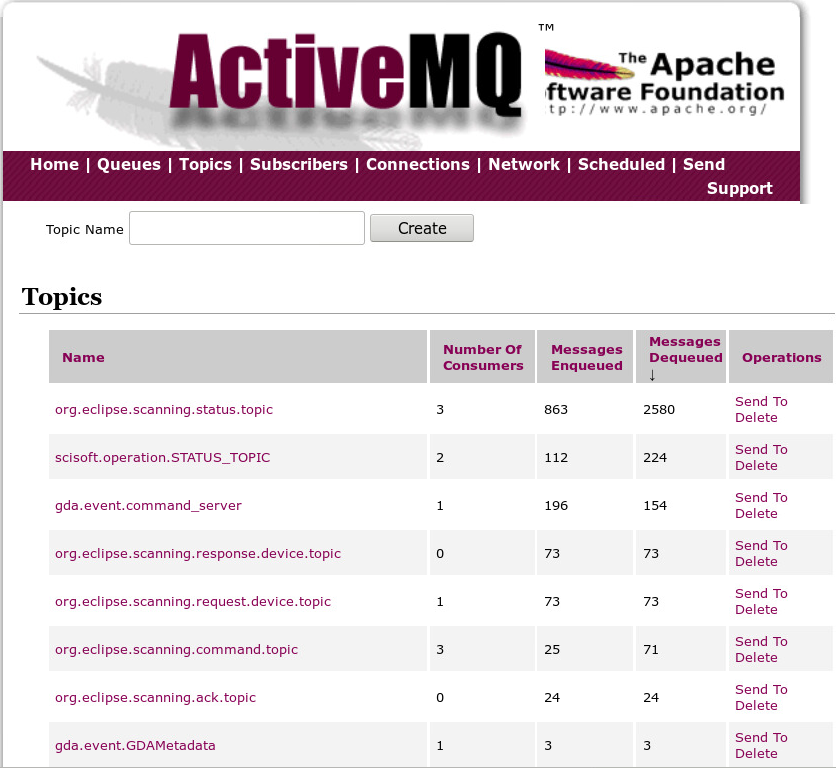 ActiveMQ ™
The Apache
ftware Foundation
tp://www.apache.org/
Home | Queues | Topics | Subscribers | Connections | Network | Scheduled | Send
Support
Topic Name Create
Topics
Name Number Of Consumers Messages Enqueued Messages Dequeued ↓ Operations
org.eclipse.scanning.status.topic 3 863 2580 Send To Delete
scisoft.operation.STATUS_TOPIC 2 112 224 Send To Delete
gda.event.command_server 1 196 154 Send To Delete
org.eclipse.scanning.response.device.topic 0 73 73 Send To Delete
org.eclipse.scanning.request.device.topic 1 73 73 Send To Delete
org.eclipse.scanning.command.topic 3 25 71 Send To Delete
org.eclipse.scanning.ack.topic 0 24 24 Send To Delete
gda.event.GDAMetadata 1 3 3 Send To Delete